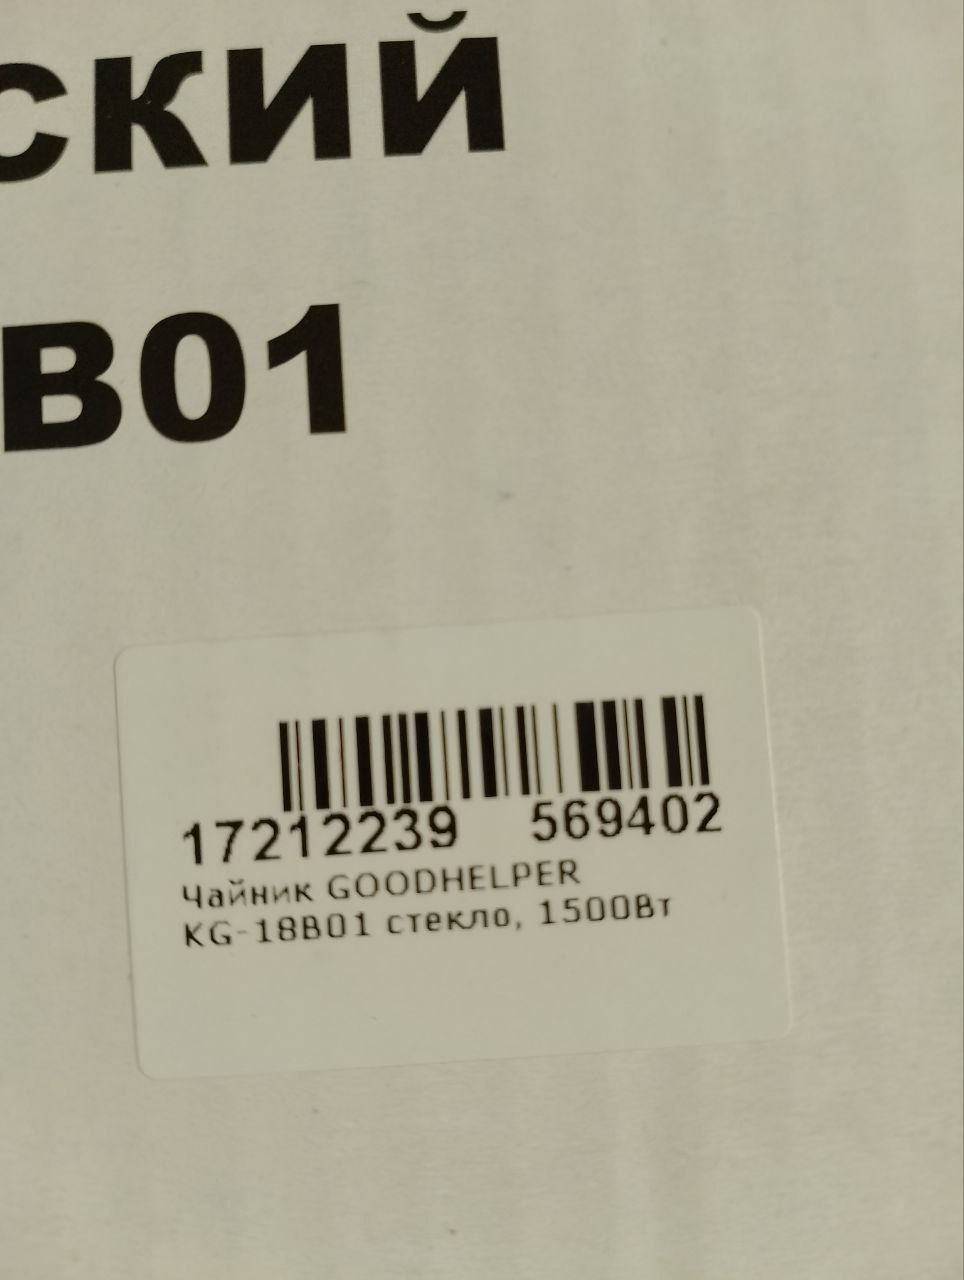 ский
B01
17212239 569402
Чайник GOODHELPER
KG-18B01 стекло, 1500Вт